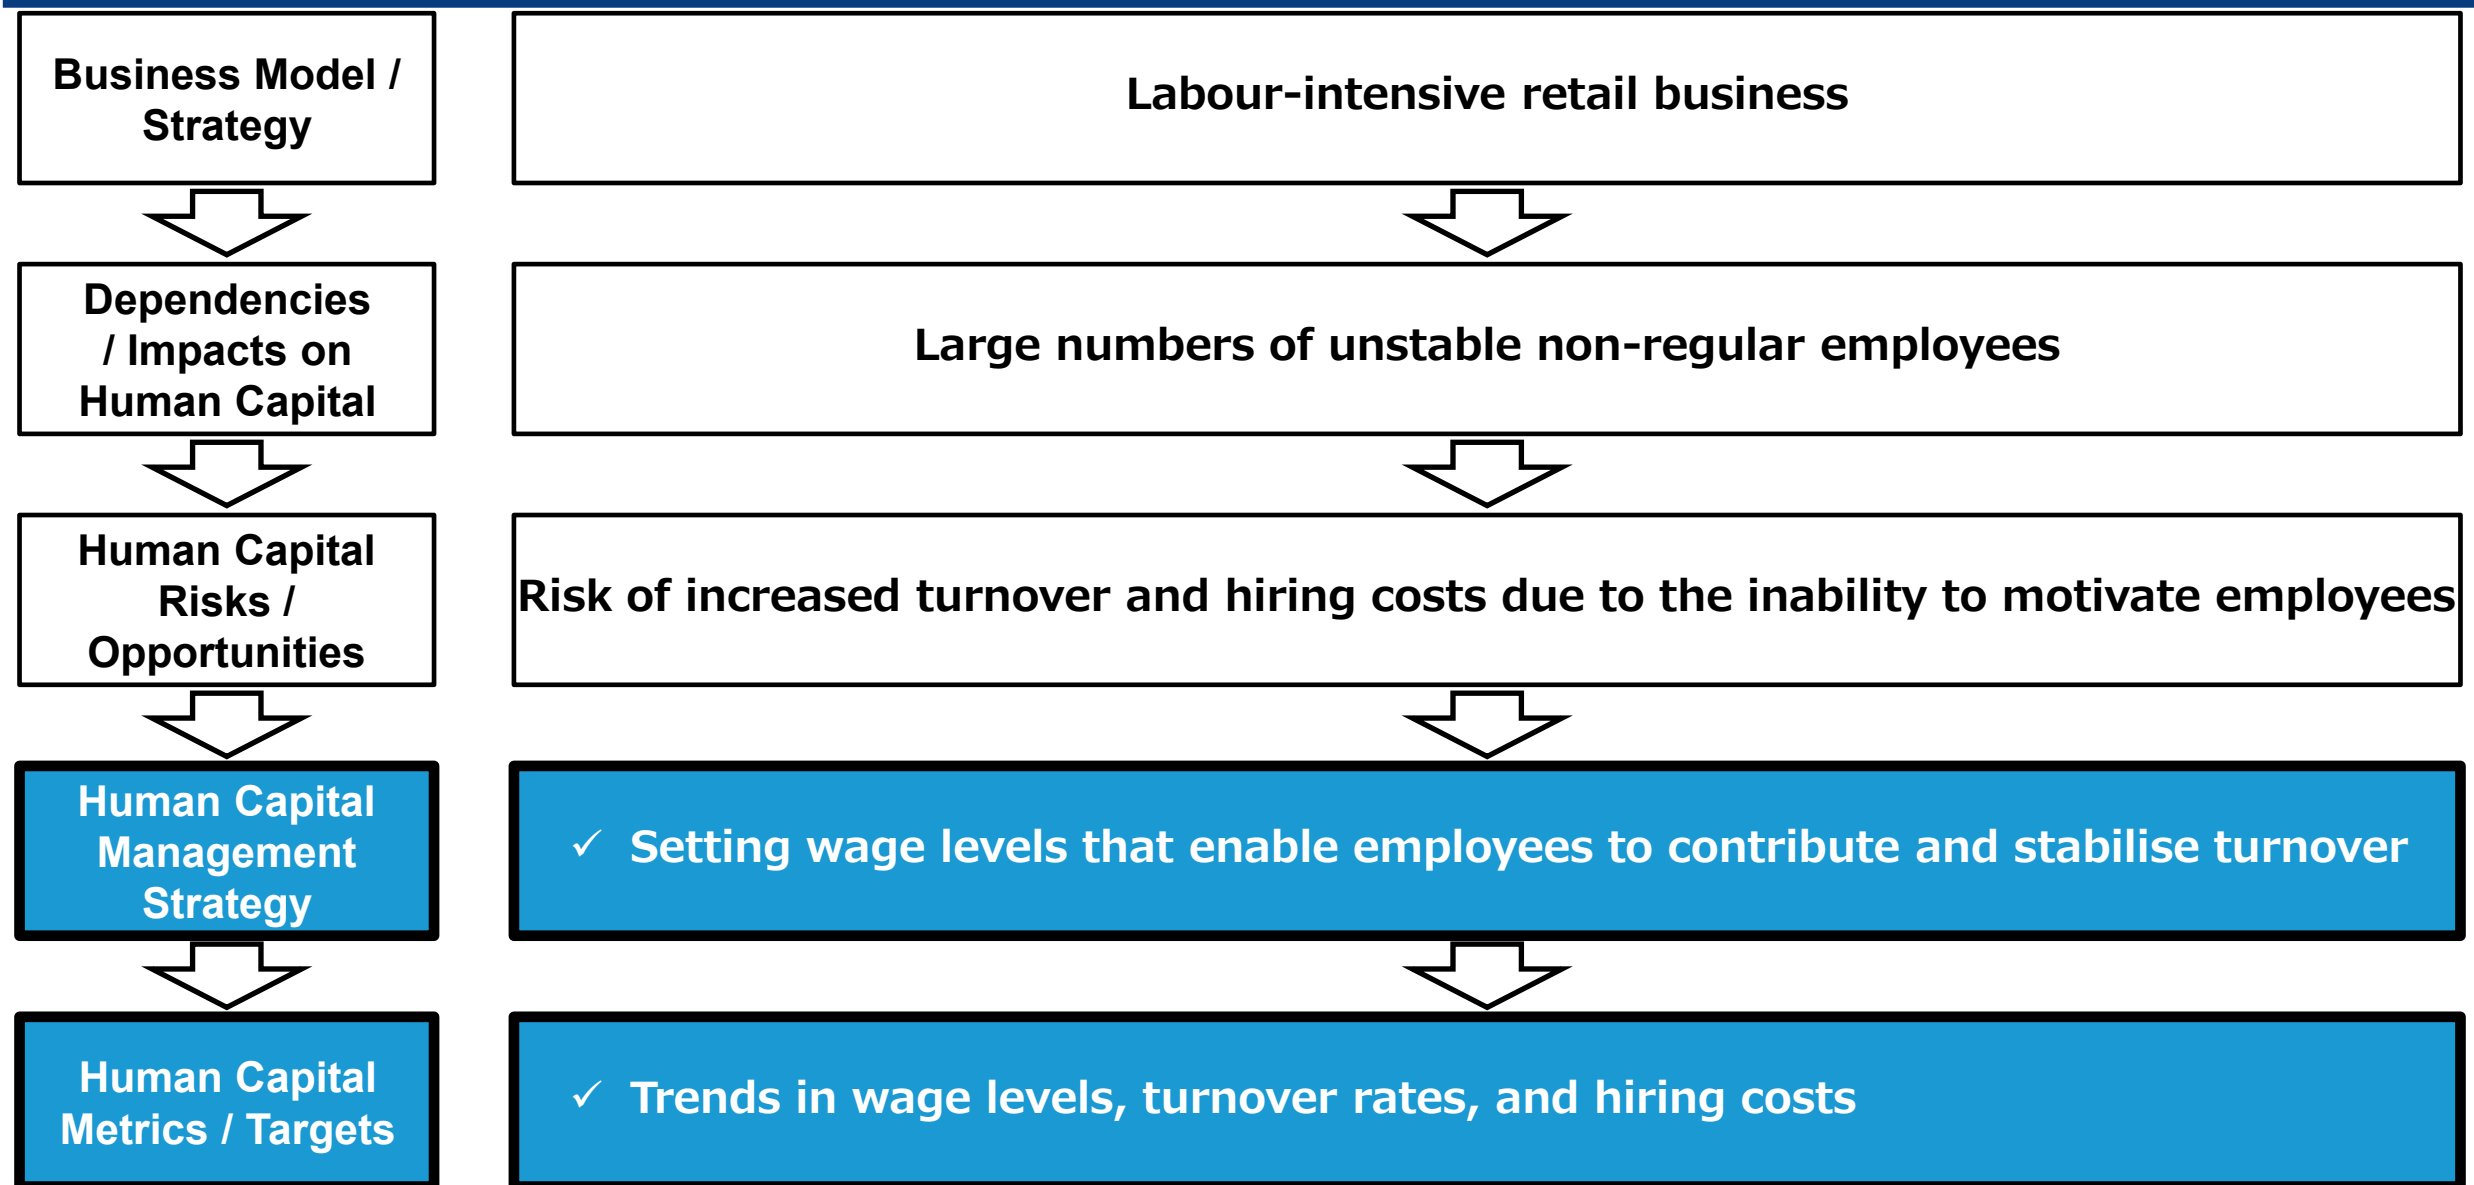 Business Model /
Strategy
Labour-intensive retail business
Dependencies
/ Impacts on
Human Capital
Large numbers of unstable non-regular employees
Human Capital
Risks /
Opportunities
Risk of increased turnover and hiring costs due to the inability to motivate employees
Human Capital
Management
Strategy
✓ Setting wage levels that enable employees to contribute and stabilise turnover
Human Capital
Metrics / Targets
✓ Trends in wage levels, turnover rates, and hiring costs